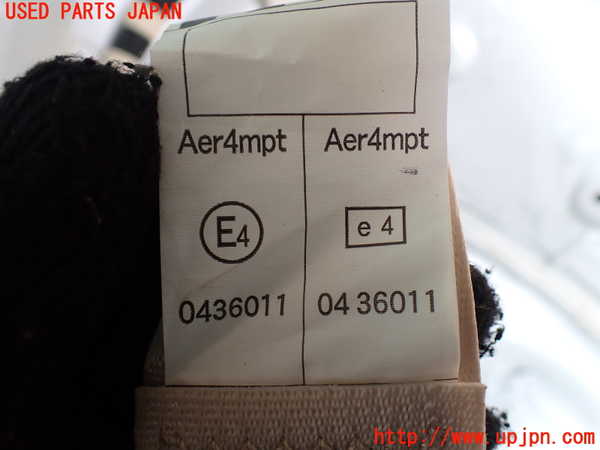 USED PARTS JAPAN
Aer4mpt Aer4mpt
E4 e 4
0436011 04 36011
http://www.upjpn.com